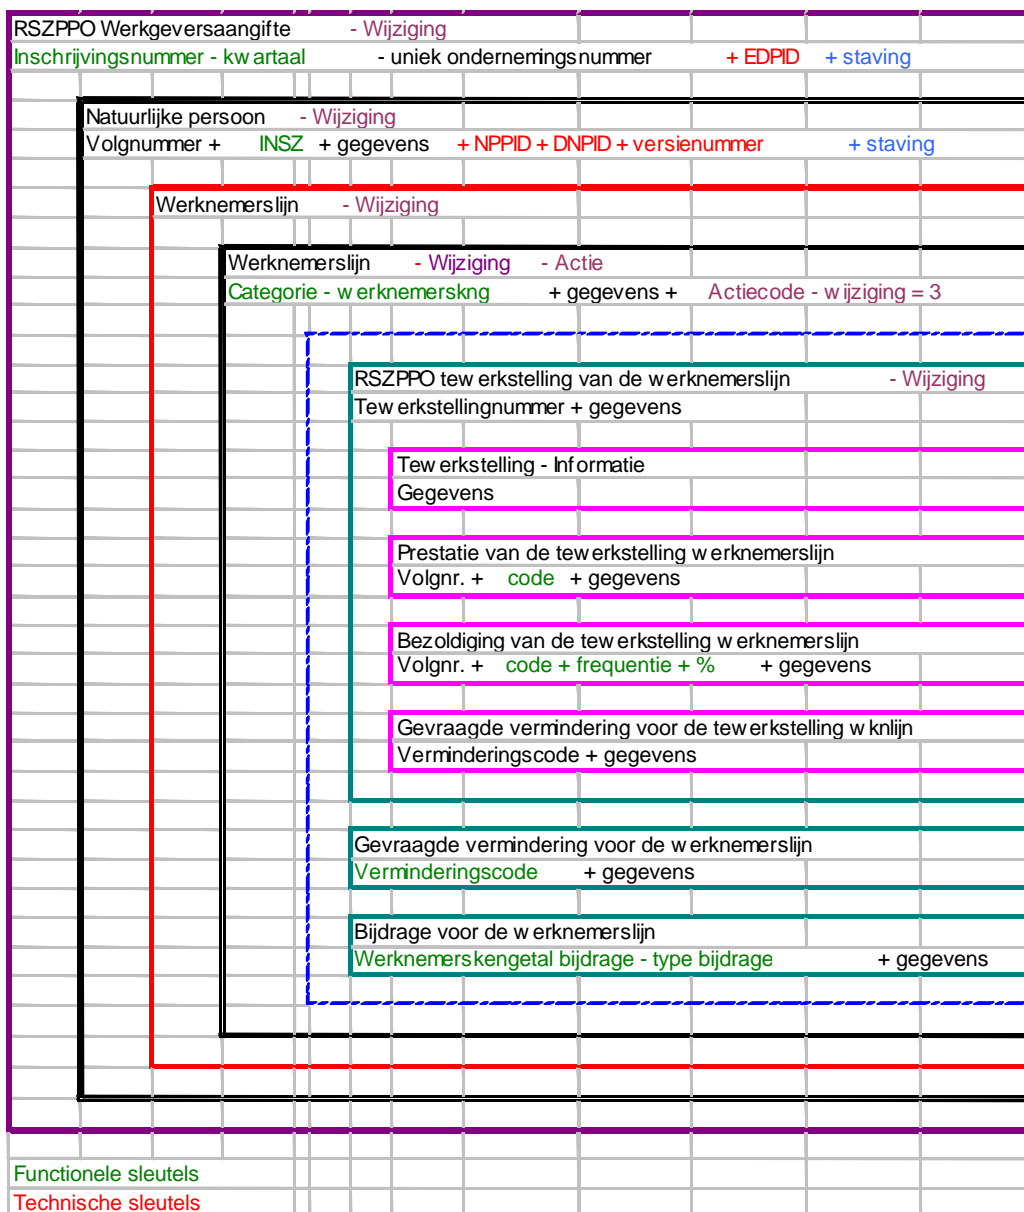 RSZPPO Werkgeversaangifte - Wijziging
Inschrijvingsnummer - kwartaal - uniek ondernemingsnummer + EDPID + staving
Natuurlijke persoon - Wijziging
Volgnummer + INSZ + gegevens + NPPID + DNPID + versienummer + staving
Werknemerslijn - Wijziging
Werknemerslijn - Wijziging - Actie
Categorie - werknemerskng + gegevens + Actiecode - wijziging = 3
RSZPPO tewerkstelling van de werknemerslijn - Wijziging
Tewerkstellingnummer + gegevens
Tewerkstelling - Informatie
Gegevens
Prestatie van de tewerkstelling werknemerslijn
Volgnr. + code + gegevens
Bezoldiging van de tewerkstelling werknemerslijn
Volgnr. + code + frequentie + % + gegevens
Gevraagde vermindering voor de tewerkstelling wknlijn
Verminderingscode + gegevens
Gevraagde vermindering voor de werknemerslijn
Verminderingscode + gegevens
Bijdrage voor de werknemerslijn
Werknemerskengetal bijdrage - type bijdrage + gegevens
Functionele sleutels
Technische sleutels